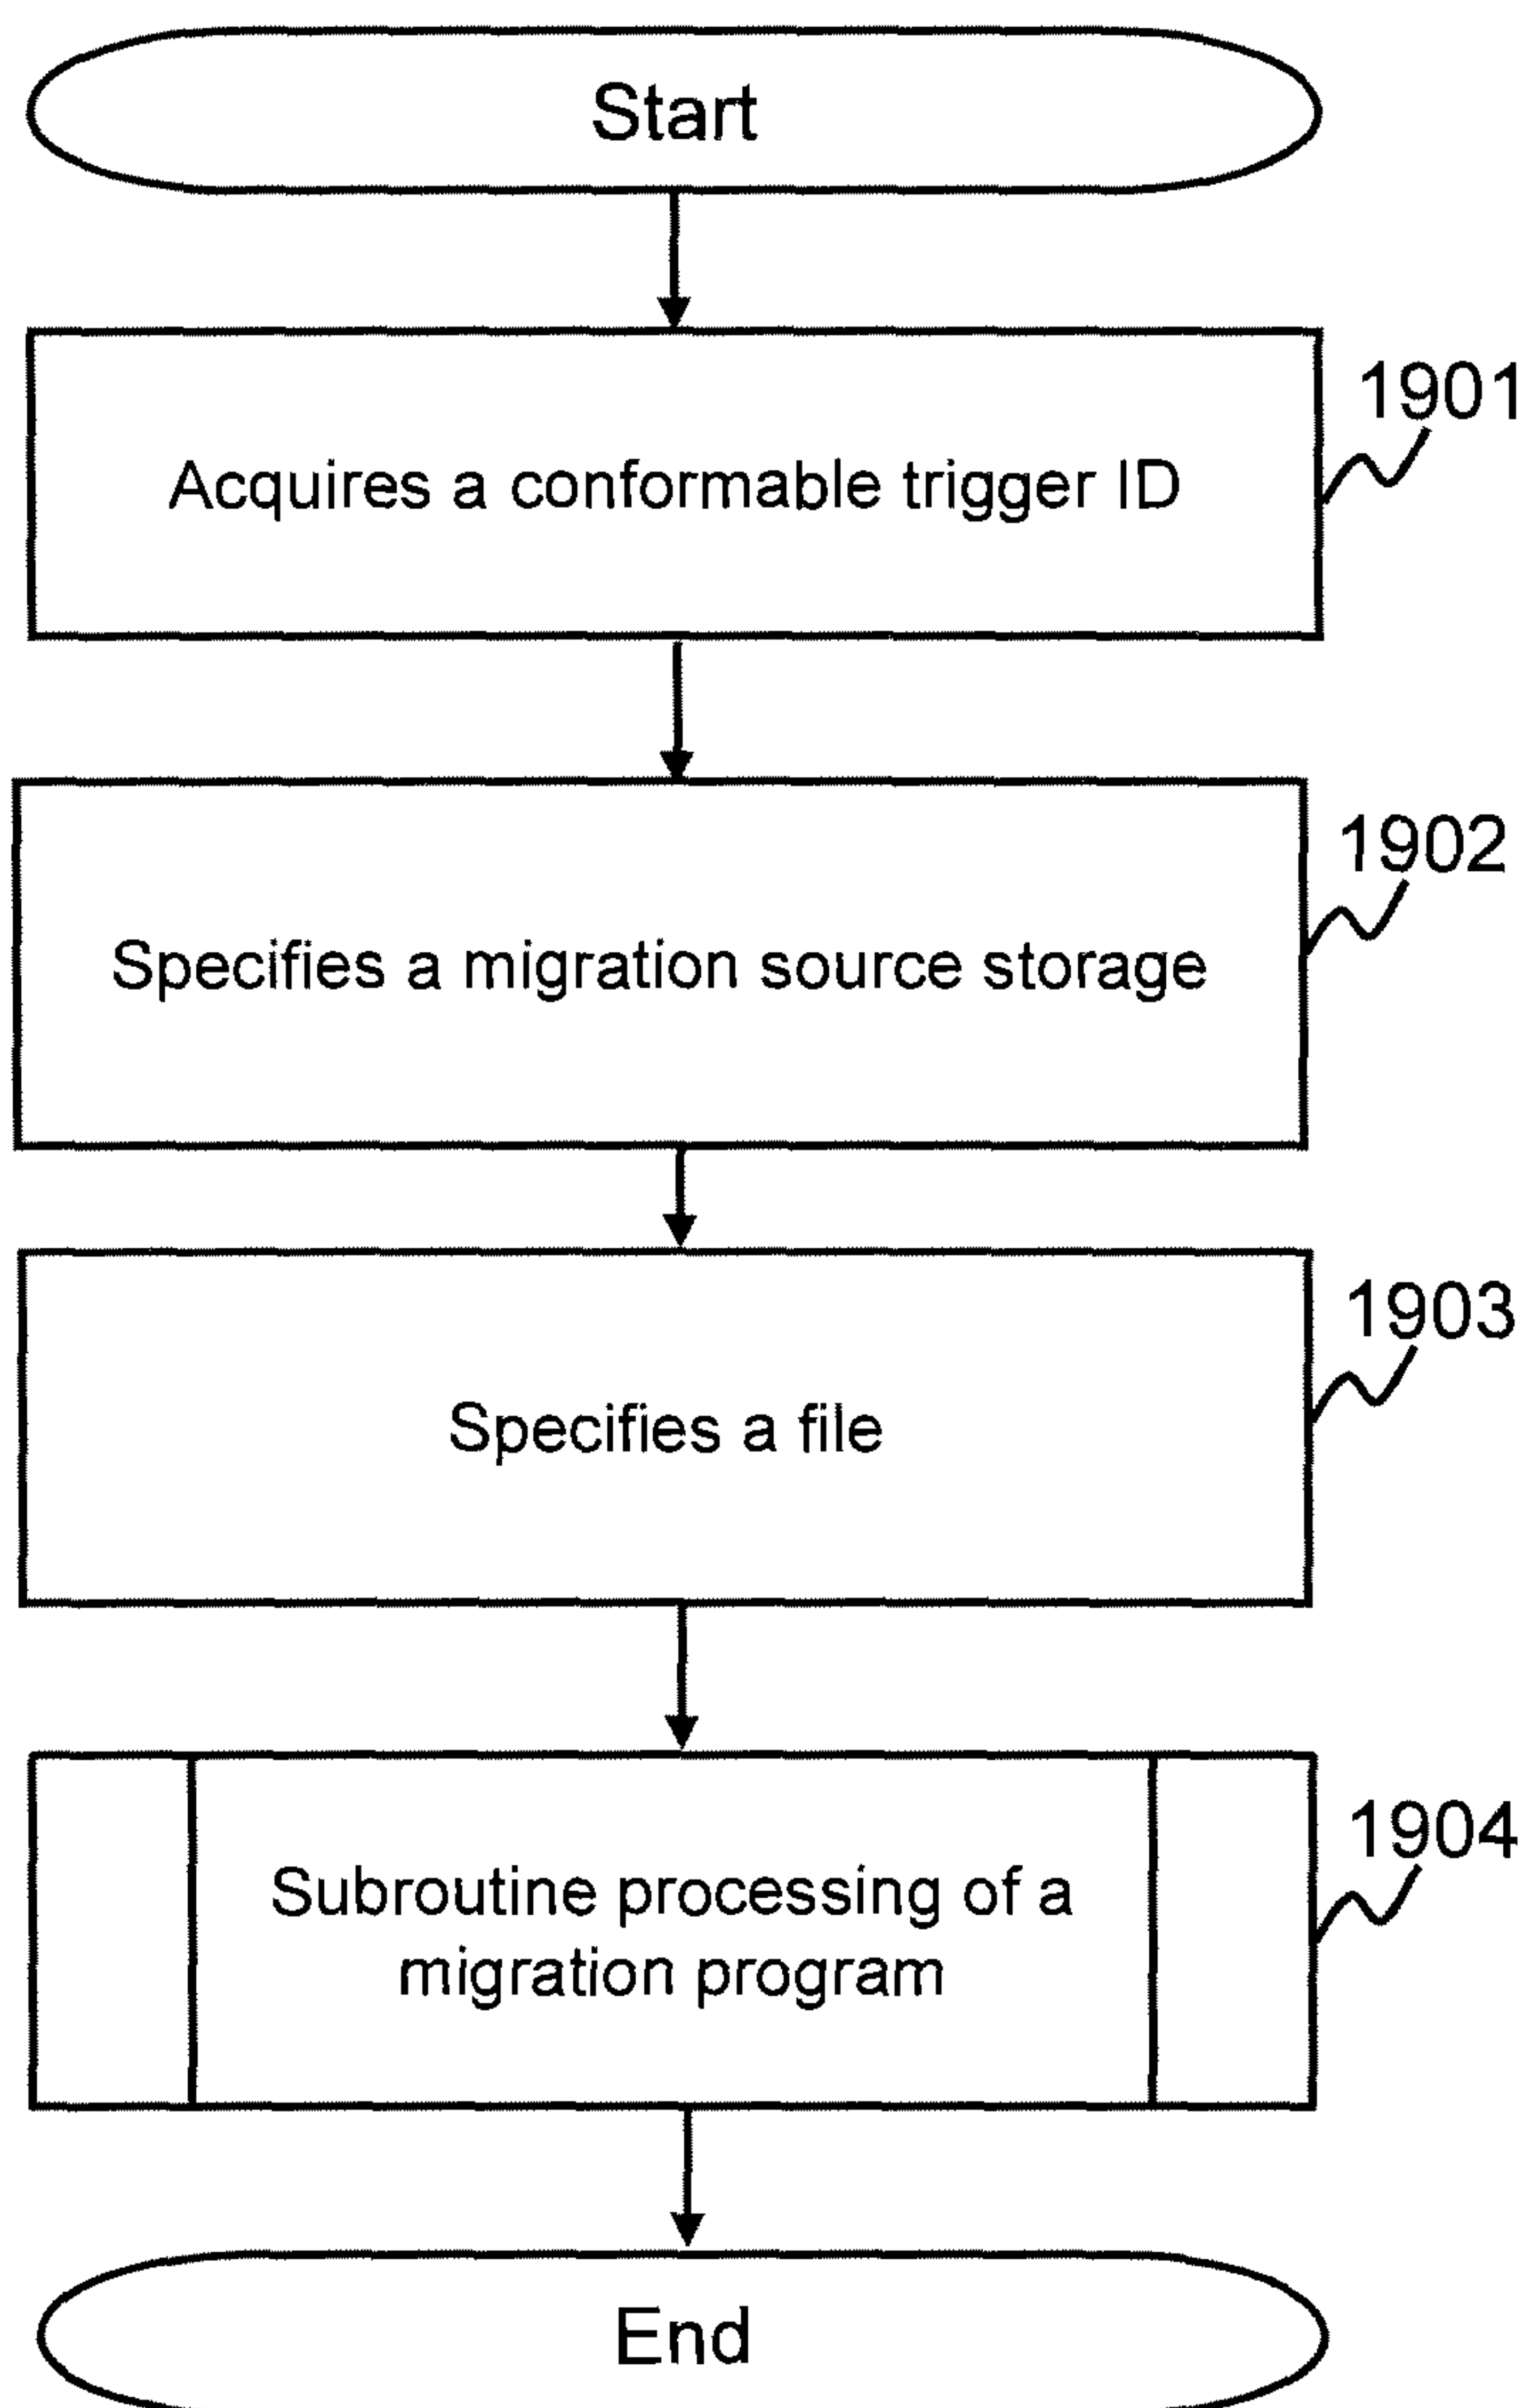 Start
1901
Acquires a conformable trigger ID
1902
Specifies a migration source storage
1903
Specifies a file
1904
Subroutine processing of a
migration program
End